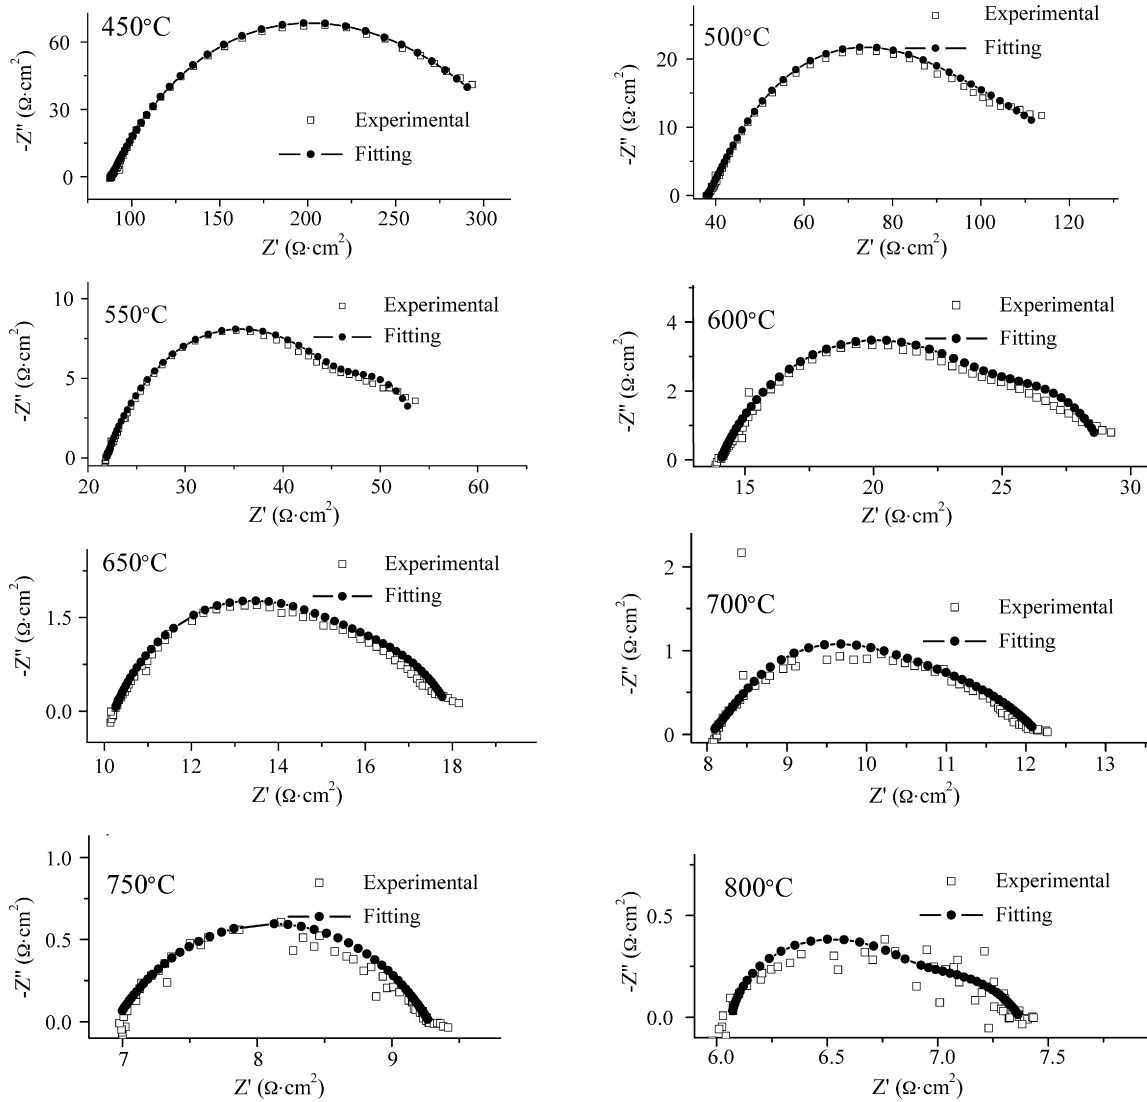 450°C
60
30
0
-Z" (Ω·cm²)
Experimental
Fitting
100 150 200 250 300
Z' (Ω·cm²)
500°C
20
10
0
-Z" (Ω·cm²)
Experimental
Fitting
40 60 80 100 120
Z' (Ω·cm²)
550°C
10
5
0
-Z" (Ω·cm²)
Experimental
Fitting
20 30 40 50 60
Z' (Ω·cm²)
600°C
4
2
0
-Z" (Ω·cm²)
Experimental
Fitting
15 20 25 30
Z' (Ω·cm²)
650°C
1.5
0.0
-Z" (Ω·cm²)
Experimental
Fitting
10 12 14 16 18
Z' (Ω·cm²)
700°C
2
1
0
-Z" (Ω·cm²)
Experimental
Fitting
8 9 10 11 12 13
Z' (Ω·cm²)
750°C
1.0
0.5
0.0
-Z" (Ω·cm²)
Experimental
Fitting
7 8 9
Z' (Ω·cm²)
800°C
0.5
0.0
-Z" (Ω·cm²)
Experimental
Fitting
6.0 6.5 7.0 7.5
Z' (Ω·cm²)